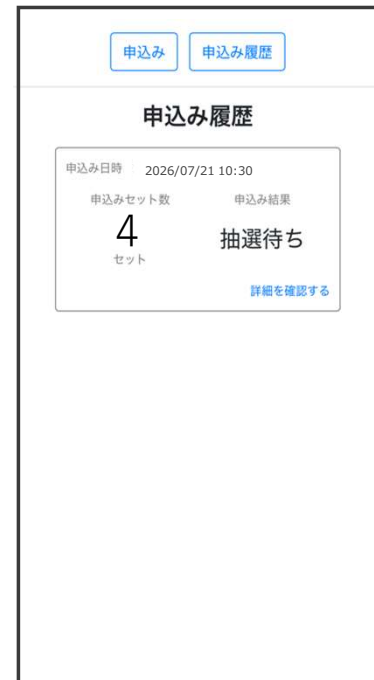 申込み 申込み履歴
申込み履歴
申込み日時 2026/07/21 10:30
申込みセット数 申込み結果
4 抽選待ち
セット
詳細を確認する